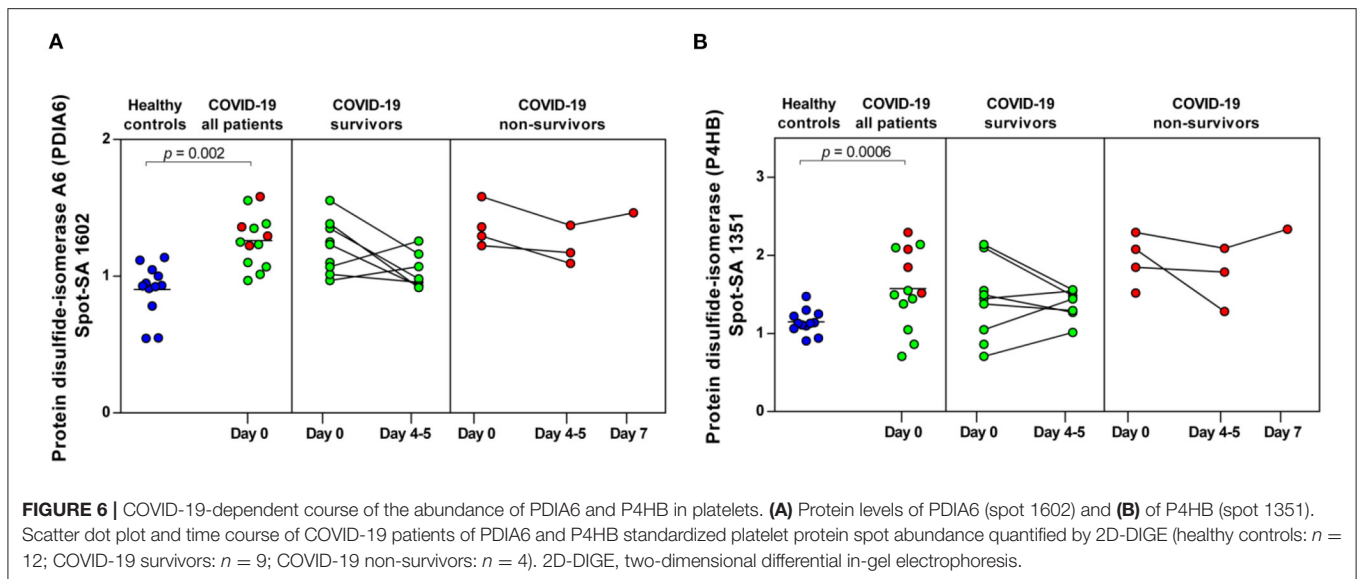 A
Protein disulfide-isomerase A6 (PDIA6)
Spot-SA 1602
Healthy controls
COVID-19 all patients
COVID-19 survivors
COVID-19 non-survivors
2
1
0
p = 0.002
Day 0
Day 0
Day 4-5
Day 0
Day 4-5
Day 7
B
Protein disulfide-isomerase (P4HB)
Spot-SA 1351
Healthy controls
COVID-19 all patients
COVID-19 survivors
COVID-19 non-survivors
3
2
1
0
p = 0.0006
Day 0
Day 0
Day 4-5
Day 0
Day 4-5
Day 7
FIGURE 6 | COVID-19-dependent course of the abundance of PDIA6 and P4HB in platelets. (A) Protein levels of PDIA6 (spot 1602) and (B) of P4HB (spot 1351).
Scatter dot plot and time course of COVID-19 patients of PDIA6 and P4HB standardized platelet protein spot abundance quantified by 2D-DIGE (healthy controls: n =
12; COVID-19 survivors: n = 9; COVID-19 non-survivors: n = 4). 2D-DIGE, two-dimensional differential in-gel electrophoresis.